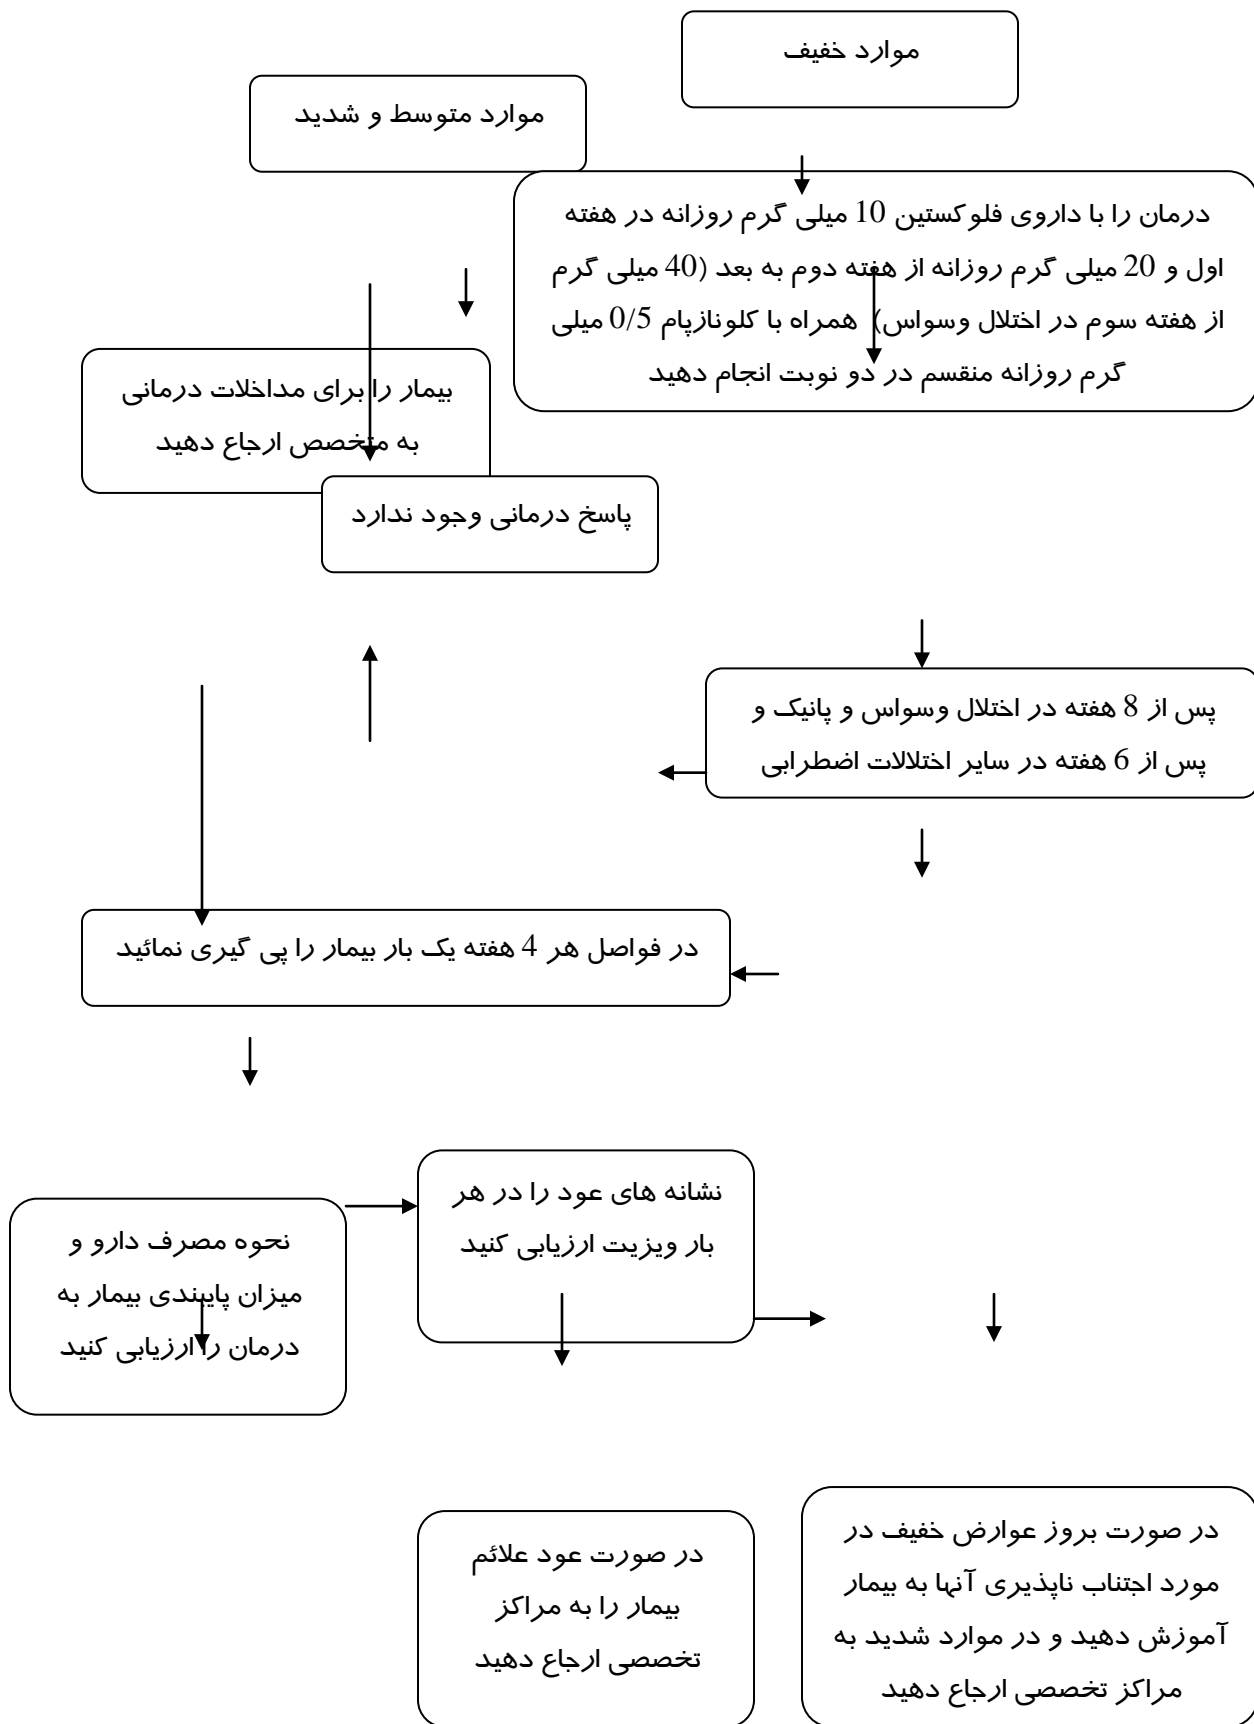 موارد خفیف
موارد متوسط و شدید
درمان را با داروی فلوکستین 10 میلی گرم روزانه در هفته
اول و 20 میلی گرم روزانه از هفته دوم به بعد (40 میلی گرم
از هفته سوم در اختلال وسواس) همراه با کلونازپام 0/5 میلی
گرم روزانه منقسم در دو نوبت انجام دهید
بیمار را برای مداخلات درمانی
به متخصص ارجاع دهید
پاسخ درمانی وجود ندارد
پس از 8 هفته در اختلال وسواس و پانیک و
پس از 6 هفته در سایر اختلالات اضطرابی
در فواصل هر 4 هفته یک بار بیمار را پی گیری نمائید
نشانه های عود را در هر
بار ویزیت ارزیابی کنید
نحوه مصرف دارو و
میزان پایبندی بیمار به
درمان را ارزیابی کنید
در صورت بروز عوارض خفیف در
مورد اجتناب ناپذیری آنها به بیمار
آموزش دهید و در موارد شدید به
مراکز تخصصی ارجاع دهید
در صورت عود علائم
بیمار را به مراکز
تخصصی ارجاع دهید